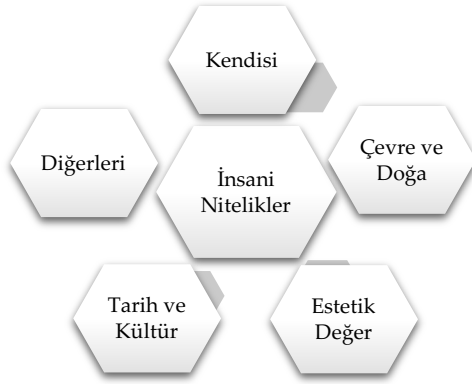 Kendisi
Diğerleri
Çevre ve
Doğa
İnsani
Nitelikler
Tarih ve
Kültür
Estetik
Değer